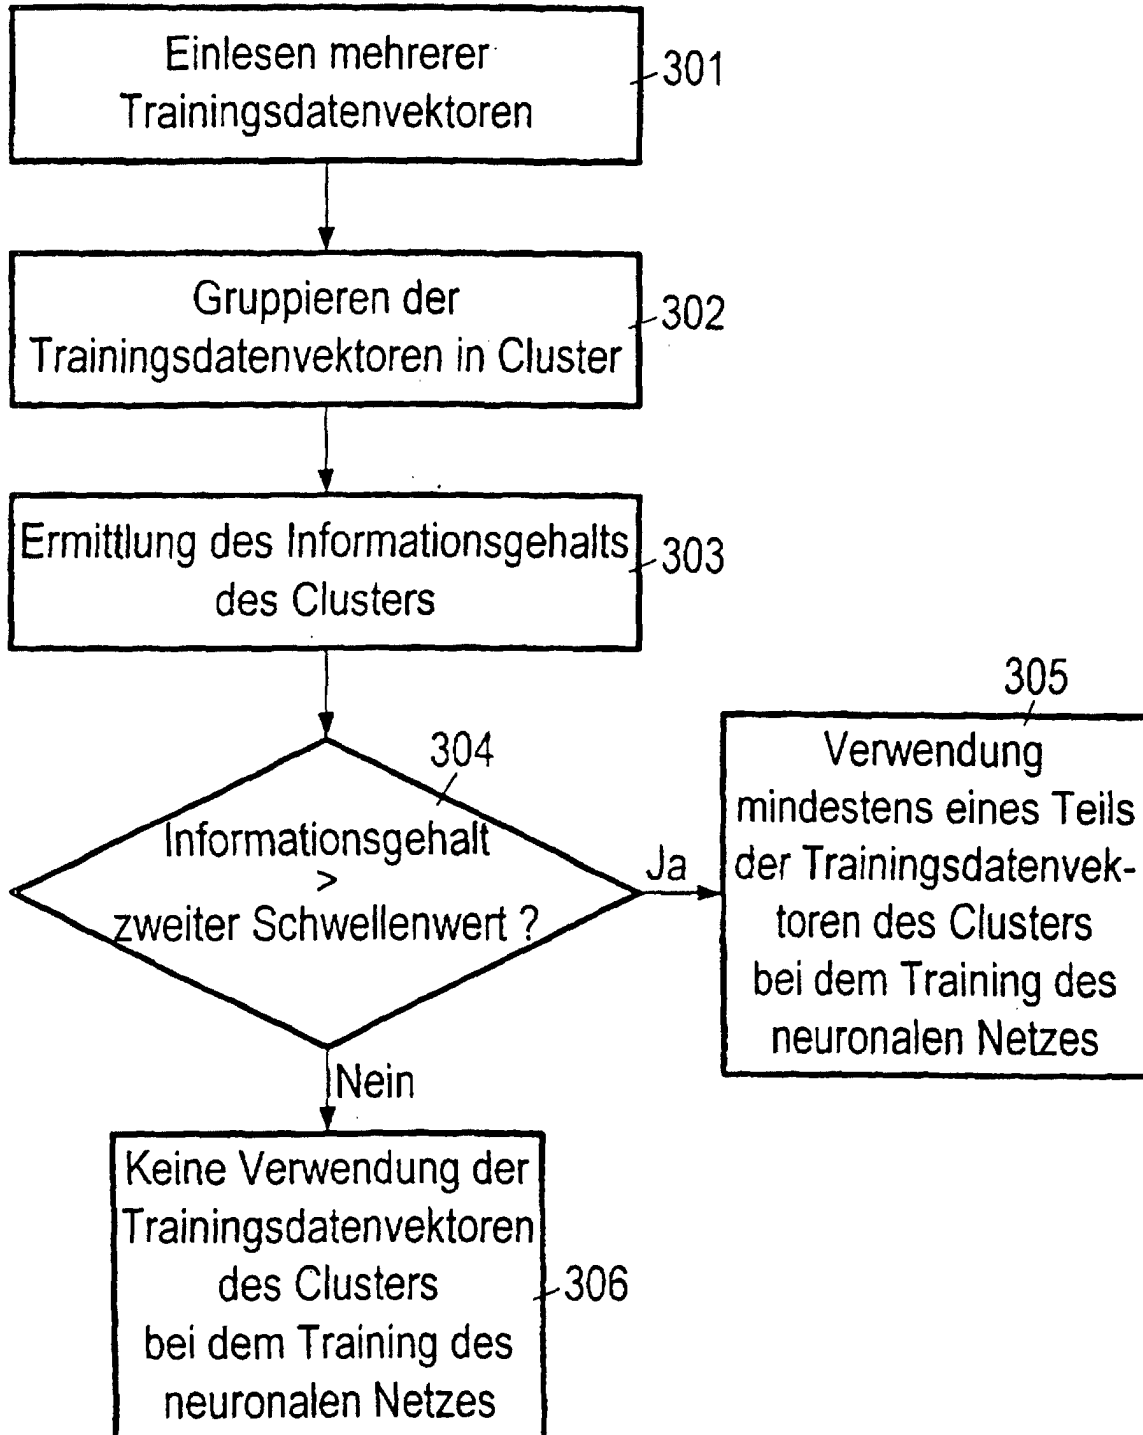 Einlesen mehrerer
Trainingsdatenvektoren
301
Gruppieren der
Trainingsdatenvektoren in Cluster
302
Ermittlung des Informationsgehalts
des Clusters
303
304
Informationsgehalt
>
zweiter Schwellenwert ?
Ja
305
Verwendung
mindestens eines Teils
der Trainingsdatenvek-
toren des Clusters
bei dem Training des
neuronalen Netzes
Nein
Keine Verwendung der
Trainingsdatenvektoren
des Clusters
bei dem Training des
neuronalen Netzes
306